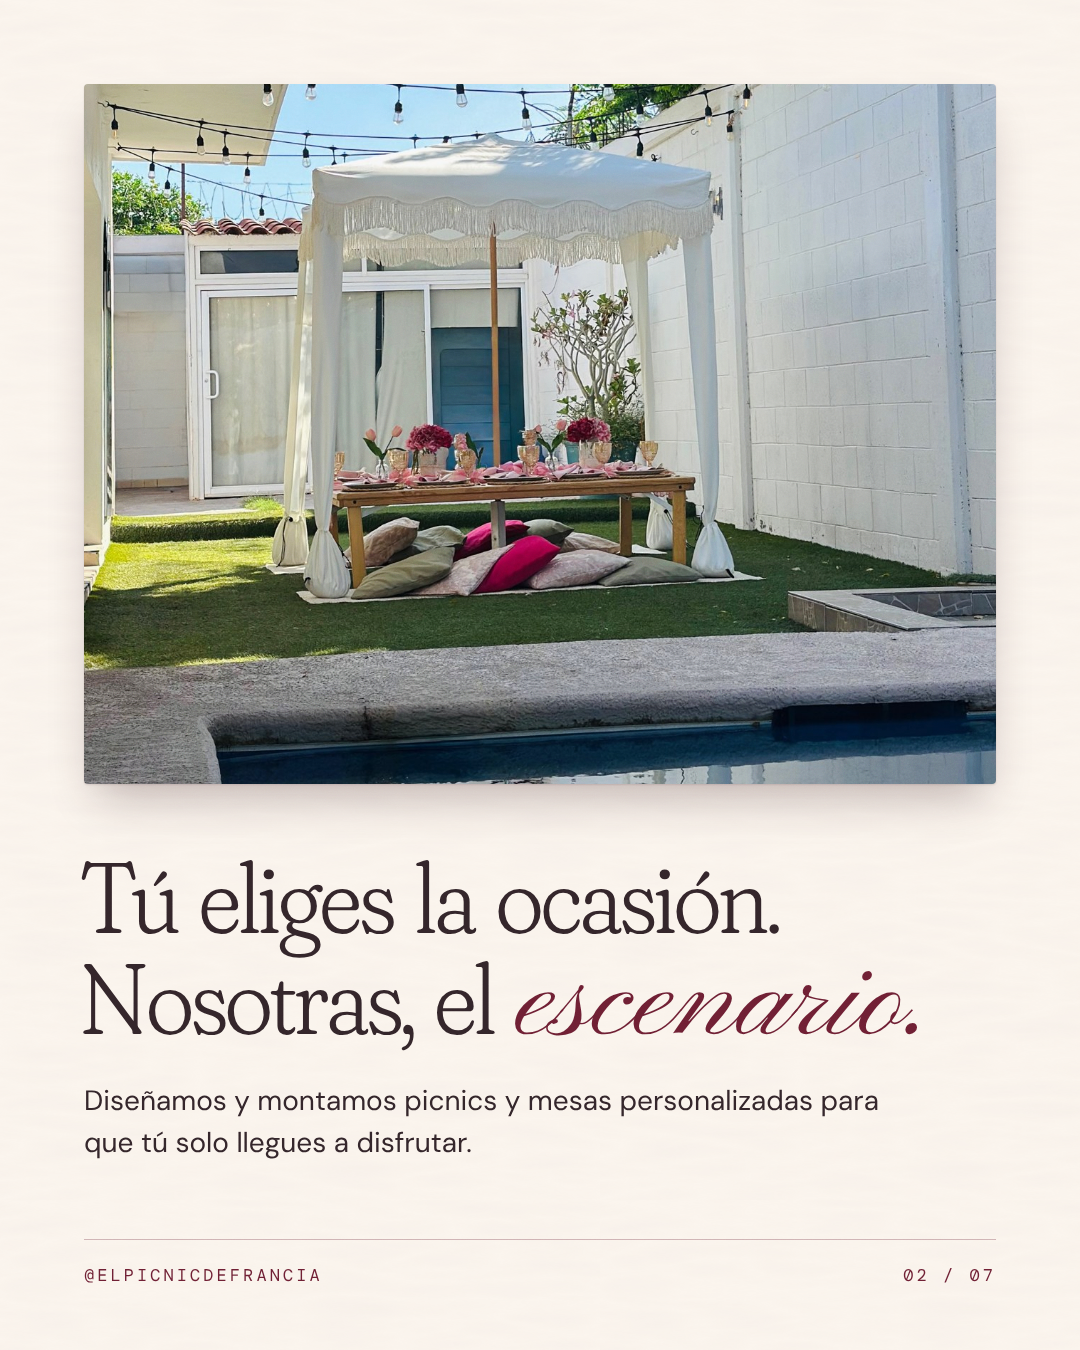 Tú eliges la ocasión.
Nosotras, el escenario.
Diseñamos y montamos picnics y mesas personalizadas para
que tú solo llegues a disfrutar.
@ELPICNICDEFRANCIA
02 / 07